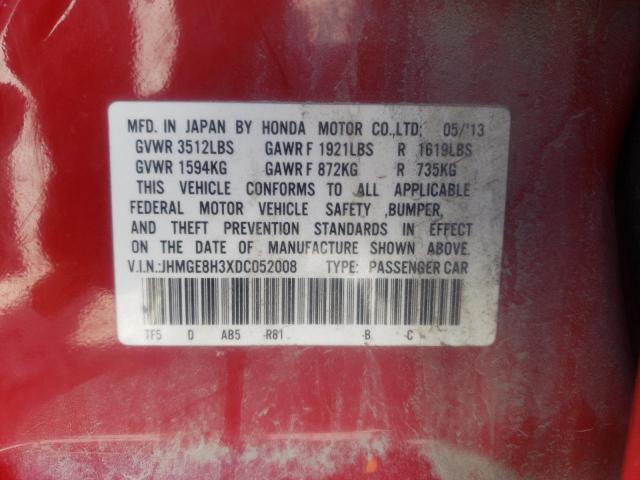 MFD. IN JAPAN BY HONDA MOTOR CO.,LTD; 05/'13
GVWR 3512LBS GAWR F 1921LBS R 1619LBS
GVWR 1594KG GAWR F 872KG R 735KG
THIS VEHICLE CONFORMS TO ALL APPLICABLE
FEDERAL MOTOR VEHICLE SAFETY ,BUMPER,
AND THEFT PREVENTION STANDARDS IN EFFECT
ON THE DATE OF MANUFACTURE SHOWN ABOVE.
V.I.N.:JHMGE8H3XDC052008 TYPE: PASSENGER CAR
TF5 D AB5 -R81 -B -C